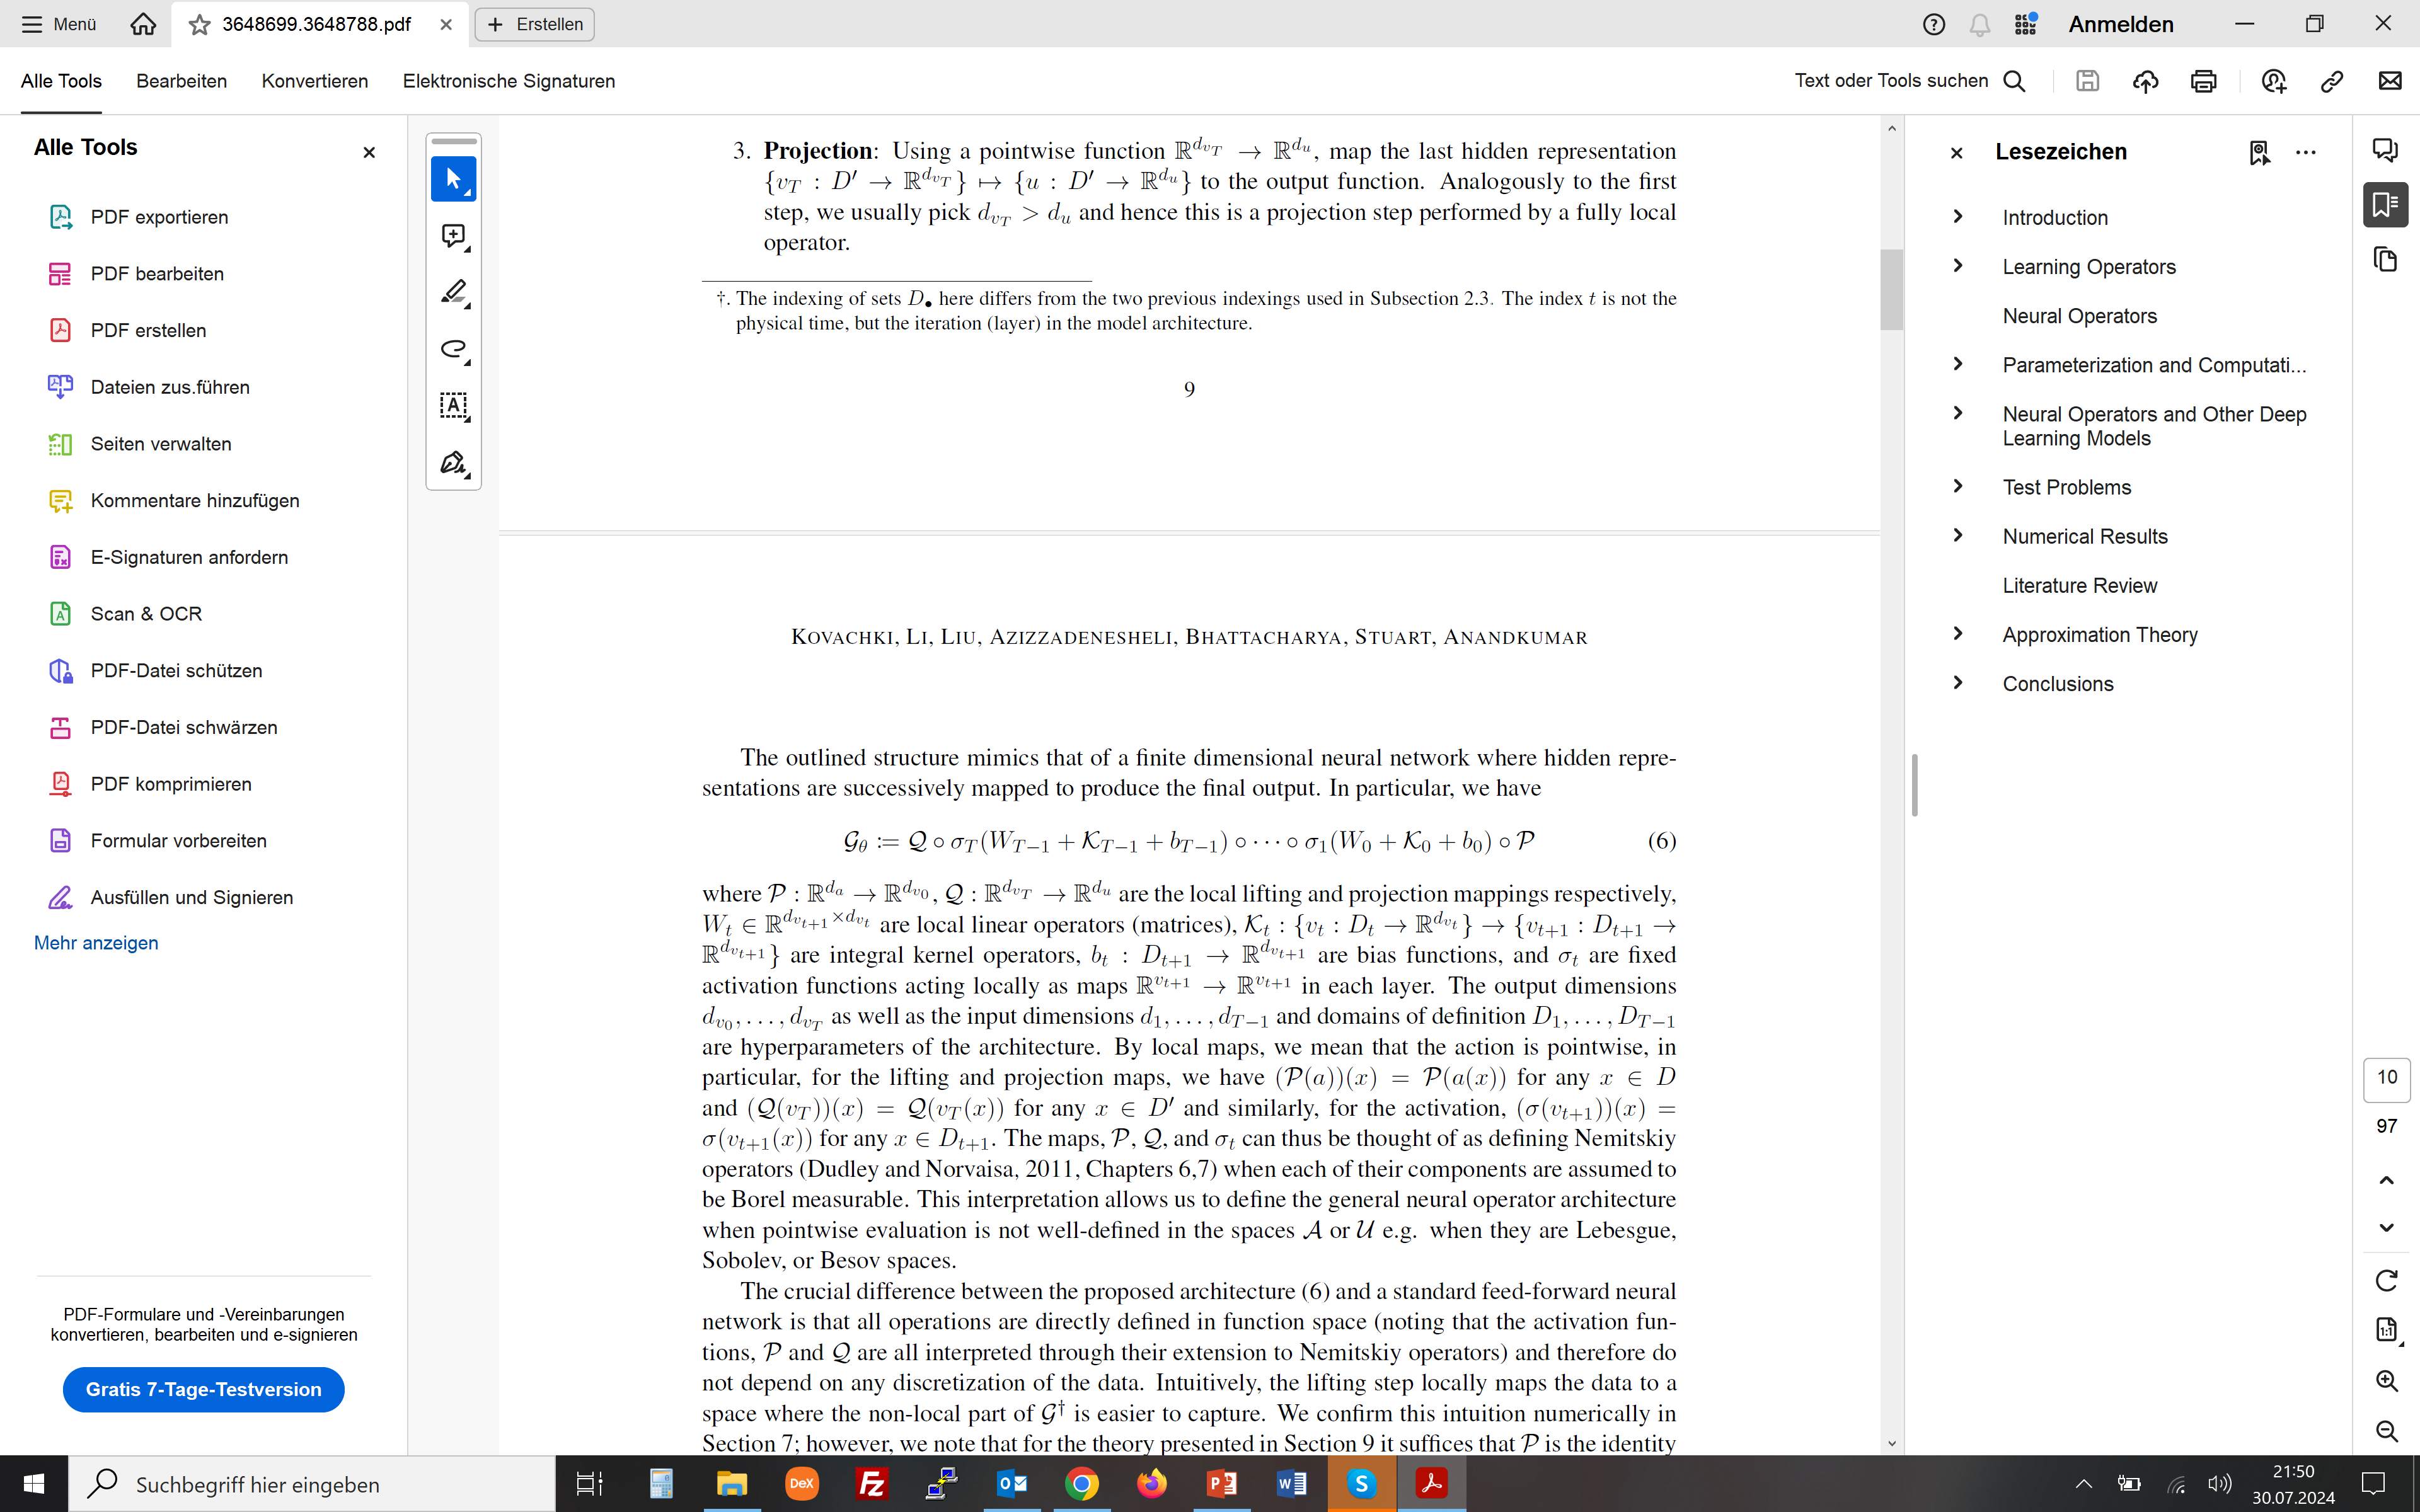 Menü
3648699.3648788.pdf
Erstellen
Anmelden
Alle Tools
Bearbeiten
Konvertieren
Elektronische Signaturen
Text oder Tools suchen
Alle Tools
PDF exportieren
PDF bearbeiten
PDF erstellen
Dateien zus.führen
Seiten verwalten
Kommentare hinzufügen
E-Signaturen anfordern
Scan & OCR
PDF-Datei schützen
PDF-Datei schwärzen
PDF komprimieren
Formular vorbereiten
Ausfüllen und Signieren
Mehr anzeigen
PDF-Formulare und -Vereinbarungen
konvertieren, bearbeiten und e-signieren
Gratis 7-Tage-Testversion
3. Projection: Using a pointwise function ℝ^{d_{v_T}} → ℝ^{d_u}, map the last hidden representation
{v_T : D′ → ℝ^{d_{v_T}}} ↦ {u : D′ → ℝ^{d_u}} to the output function. Analogously to the first
step, we usually pick d_{v_T} > d_u and hence this is a projection step performed by a fully local
operator.
†. The indexing of sets D_• here differs from the two previous indexings used in Subsection 2.3. The index t is not the
physical time, but the iteration (layer) in the model architecture.
9
KOVACHKI, LI, LIU, AZIZZADENESHELI, BHATTACHARYA, STUART, ANANDKUMAR
The outlined structure mimics that of a finite dimensional neural network where hidden repre-
sentations are successively mapped to produce the final output. In particular, we have
𝒢_θ := 𝒬 ∘ σ_T(W_{T−1} + 𝒦_{T−1} + b_{T−1}) ∘ ⋯ ∘ σ_1(W_0 + 𝒦_0 + b_0) ∘ 𝒫 (6)
where 𝒫 : ℝ^{d_a} → ℝ^{d_{v_0}}, 𝒬 : ℝ^{d_{v_T}} → ℝ^{d_u} are the local lifting and projection mappings respectively,
W_t ∈ ℝ^{d_{v_{t+1}} × d_{v_t}} are local linear operators (matrices), 𝒦_t : {v_t : D_t → ℝ^{d_{v_t}}} → {v_{t+1} : D_{t+1} →
ℝ^{d_{v_{t+1}}}} are integral kernel operators, b_t : D_{t+1} → ℝ^{d_{v_{t+1}}} are bias functions, and σ_t are fixed
activation functions acting locally as maps ℝ^{v_{t+1}} → ℝ^{v_{t+1}} in each layer. The output dimensions
d_{v_0}, . . . , d_{v_T} as well as the input dimensions d_1, . . . , d_{T−1} and domains of definition D_1, . . . , D_{T−1}
are hyperparameters of the architecture. By local maps, we mean that the action is pointwise, in
particular, for the lifting and projection maps, we have (𝒫(a))(x) = 𝒫(a(x)) for any x ∈ D
and (𝒬(v_T))(x) = 𝒬(v_T(x)) for any x ∈ D′ and similarly, for the activation, (σ(v_{t+1}))(x) =
σ(v_{t+1}(x)) for any x ∈ D_{t+1}. The maps, 𝒫, 𝒬, and σ_t can thus be thought of as defining Nemitskiy
operators (Dudley and Norvaisa, 2011, Chapters 6,7) when each of their components are assumed to
be Borel measurable. This interpretation allows us to define the general neural operator architecture
when pointwise evaluation is not well-defined in the spaces 𝒜 or 𝒰 e.g. when they are Lebesgue,
Sobolev, or Besov spaces.
The crucial difference between the proposed architecture (6) and a standard feed-forward neural
network is that all operations are directly defined in function space (noting that the activation fun-
tions, 𝒫 and 𝒬 are all interpreted through their extension to Nemitskiy operators) and therefore do
not depend on any discretization of the data. Intuitively, the lifting step locally maps the data to a
space where the non-local part of 𝒢^† is easier to capture. We confirm this intuition numerically in
Section 7; however, we note that for the theory presented in Section 9 it suffices that 𝒫 is the identity
Lesezeichen
Introduction
Learning Operators
Neural Operators
Parameterization and Computati...
Neural Operators and Other Deep
Learning Models
Test Problems
Numerical Results
Literature Review
Approximation Theory
Conclusions
10
97
1:1
Suchbegriff hier eingeben
DeX
21:50
30.07.2024